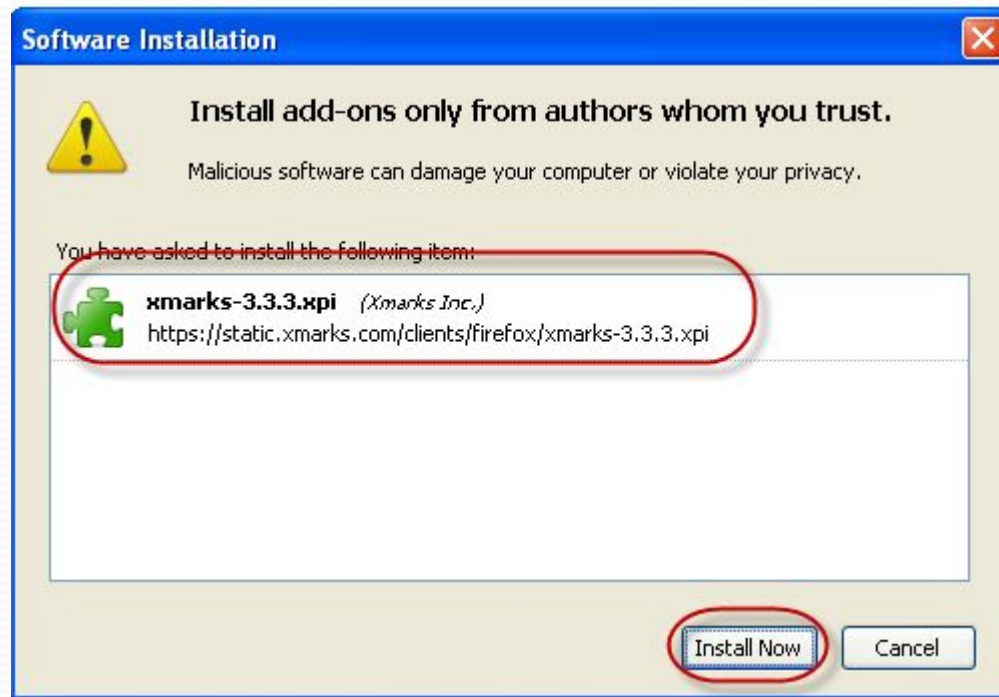 Software Installation
Install add-ons only from authors whom you trust.
Malicious software can damage your computer or violate your privacy.
You have asked to install the following item:
xmarks-3.3.3.xpi (Xmarks Inc.)
https://static.xmarks.com/clients/firefox/xmarks-3.3.3.xpi
Install Now Cancel